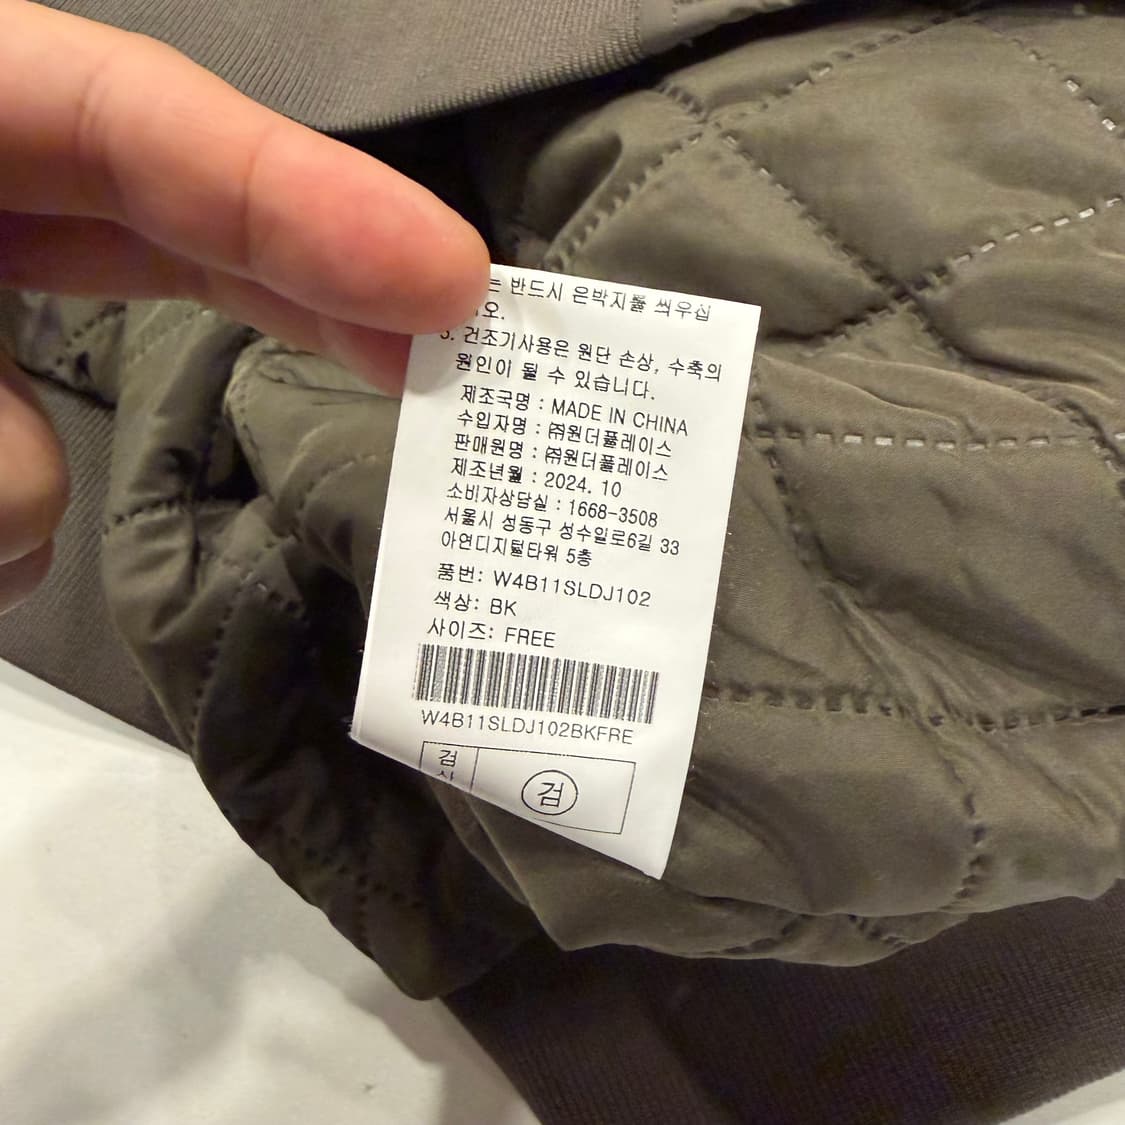 는 반드시 은박지를 씌우십
오.
건조기사용은 원단 손상, 수축의
원인이 될 수 있습니다.
제조국명 : MADE IN CHINA
수입자명 : ㈜원더플레이스
판매원명 : ㈜원더플레이스
제조년월 : 2024. 10
소비자상담실 : 1668-3508
서울시 성동구 성수일로6길 33
아연디지털타워 5층
품번: W4B11SLDJ102
색상: BK
사이즈: FREE
W4B11SLDJ102BKFRE
검
검